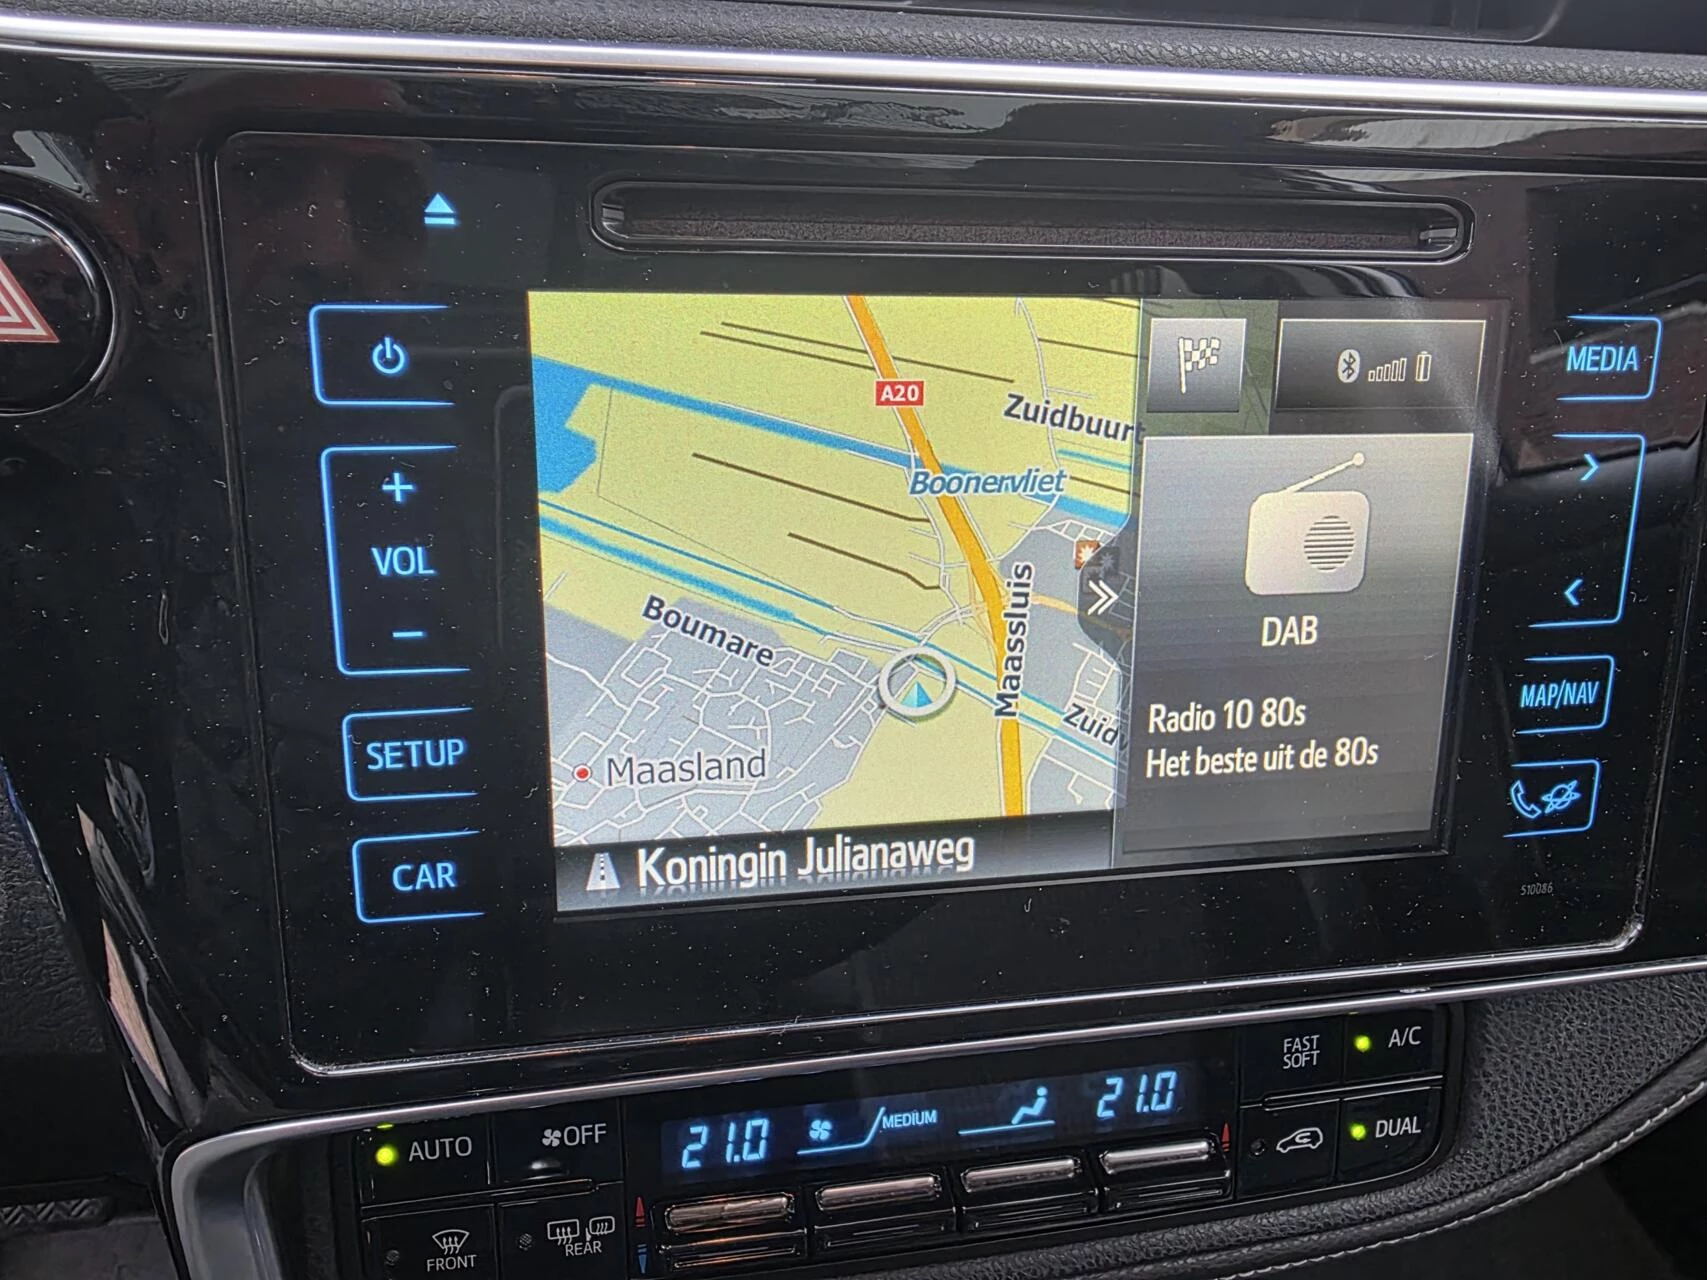 MEDIA
A20
Zuidbuurt
Boonervliet
+
VOL
-
Maassluis
Boumare
DAB
MAP/NAV
Radio 10 80s
Het beste uit de 80s
Zuidv
SETUP
Maasland
Koningin Julianaweg
CAR
510086
FAST
SOFT
A/C
AUTO
OFF
21.0
MEDIUM
21.0
DUAL
FRONT
REAR